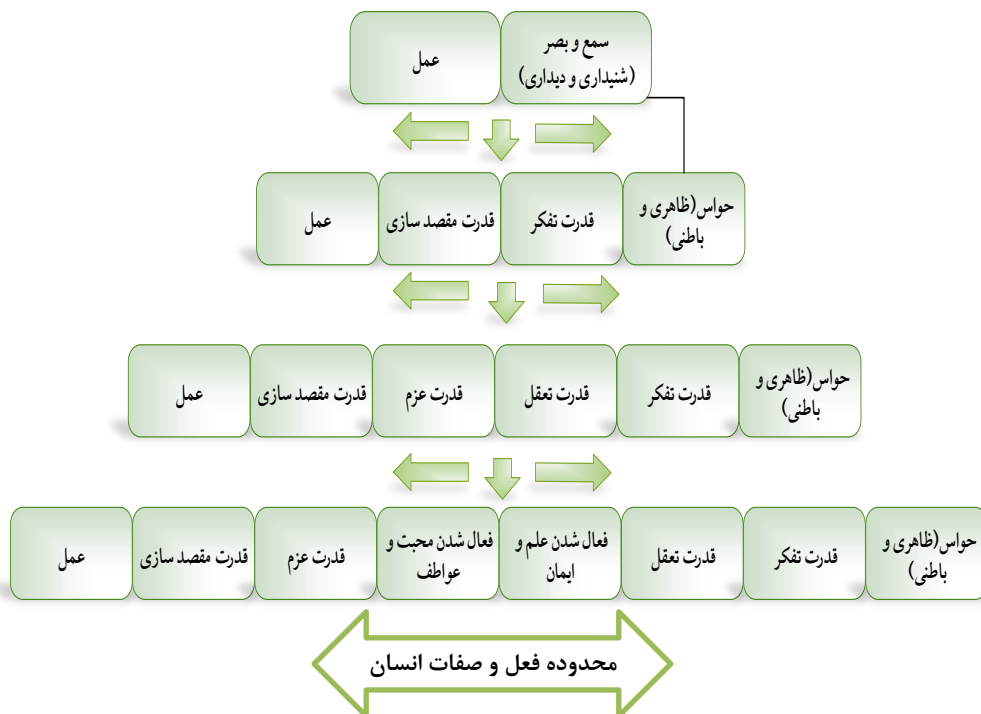 سمع و بصر
(شنیداری و دیداری)
عمل
حواس(ظاهری و
باطنی)
قدرت تفکر
قدرت مقصد سازی
عمل
حواس(ظاهری و
باطنی)
قدرت تفکر
قدرت تعقل
قدرت عزم
قدرت مقصد سازی
عمل
حواس(ظاهری و
باطنی)
قدرت تفکر
قدرت تعقل
فعال شدن علم و
ایمان
فعال شدن محبت و
عواطف
قدرت عزم
قدرت مقصد سازی
عمل
محدوده فعل و صفات انسان